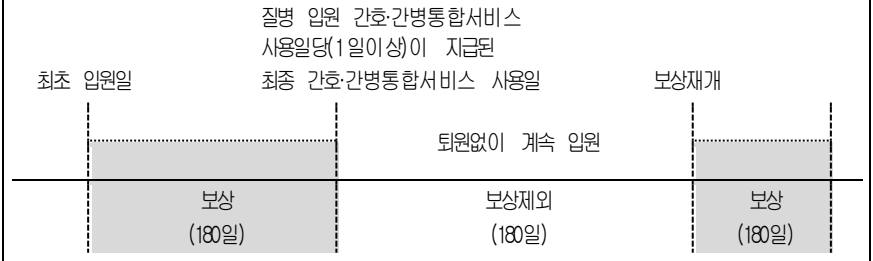 질병 입원 간호·간병통합서비스
사용일당(1일이상)이 지급된
최초 입원일 최종 간호·간병통합서비스 사용일 보상재개
퇴원없이 계속 입원
보상 보상제외 보상
(180일) (180일) (180일)